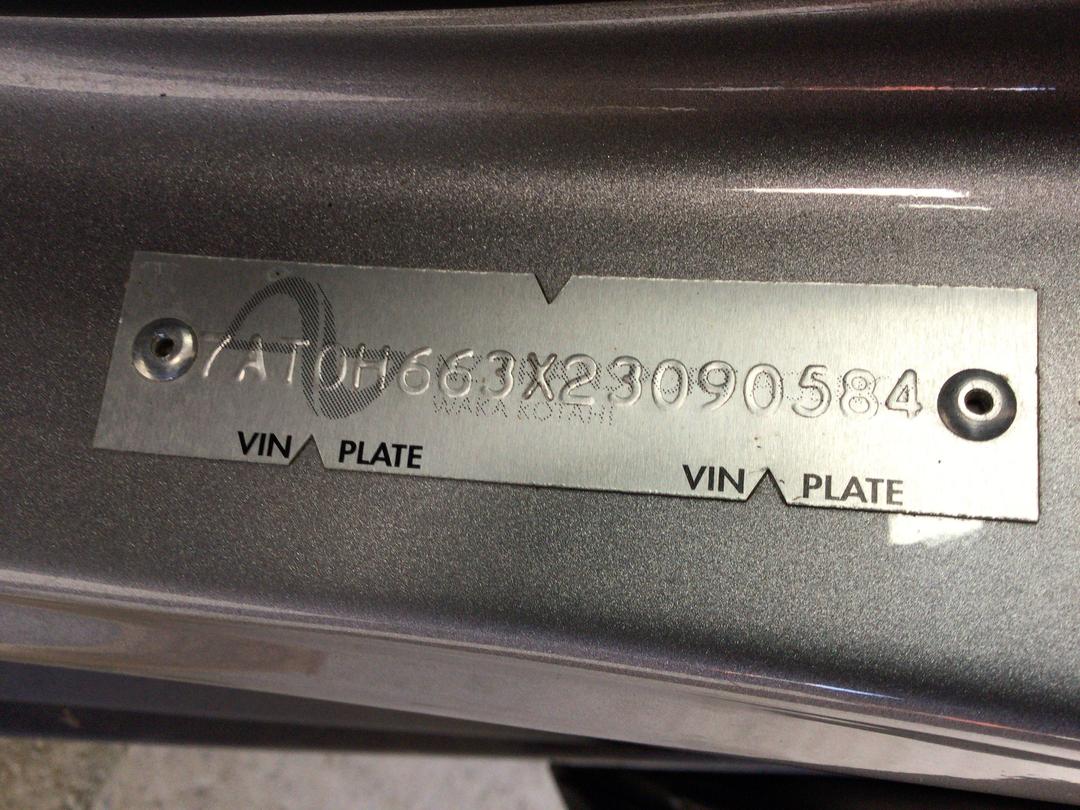 7AT0H663X23090584
WAKA KOTAHI
VIN PLATE VIN PLATE